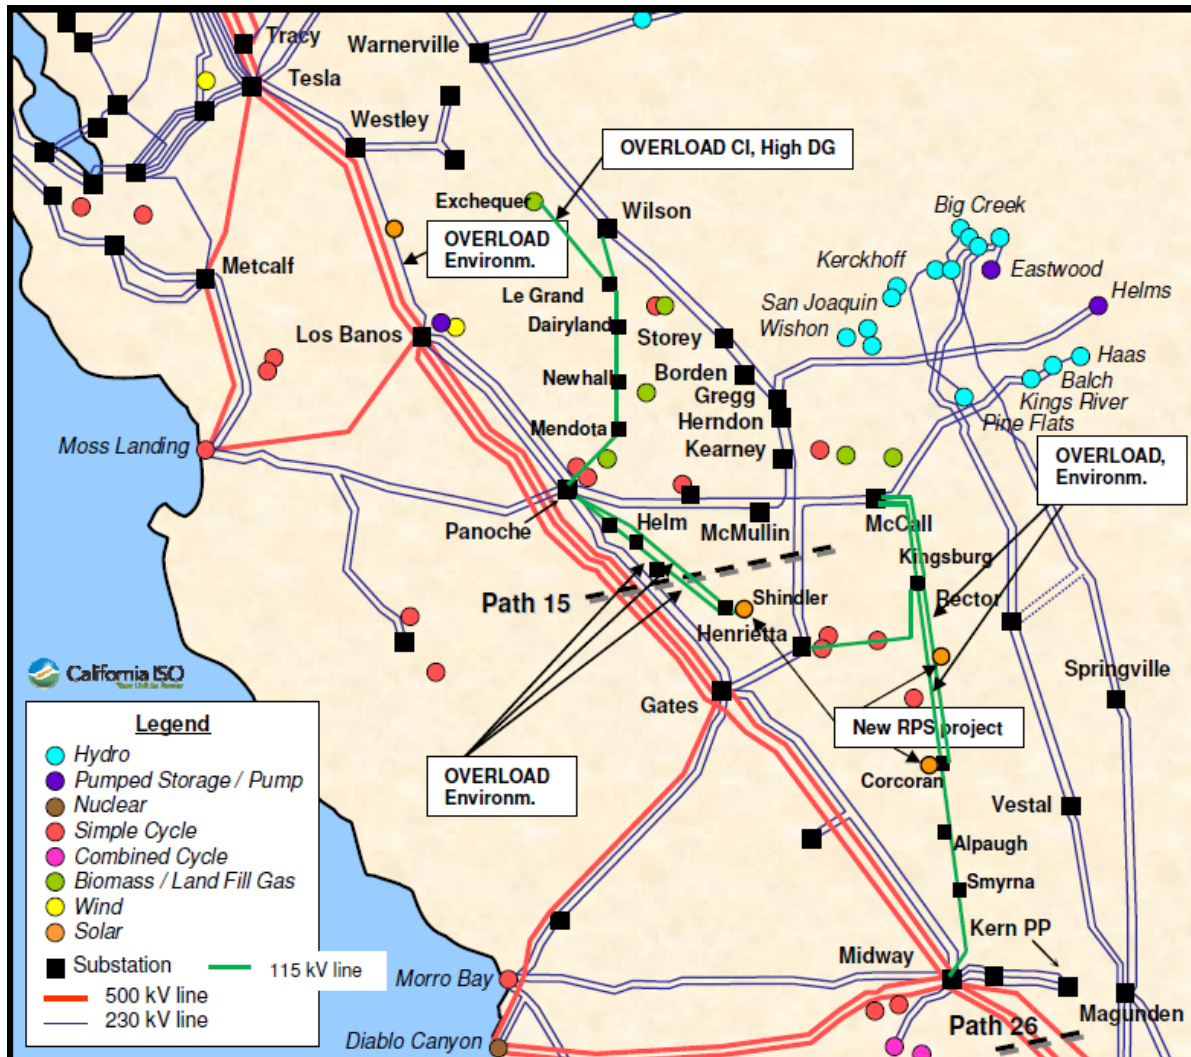 Tracy
Warnerville
Tesla
Westley
OVERLOAD CI, High DG
Exchequer
Wilson
Big Creek
OVERLOAD
Environm.
Kerckhoff
Eastwood
Metcalf
Le Grand
San Joaquin
Helms
Los Banos
Dairyland
Storey
Wishon
Haas
Borden
Balch
Newhall
Gregg
Kings River
Herndon
Pine Flats
Moss Landing
Mendota
Kearney
OVERLOAD,
Environm.
Panoche
Helm
McMullin
McCall
Kingsburg
Path 15
Shindler
Rector
Henrietta
California ISO
Your Link to Power
Springville
Gates
New RPS project
OVERLOAD
Environm.
Corcoran
Vestal
Alpaugh
Smyrna
Kern PP
Midway
Morro Bay
Magunden
Path 26
Diablo Canyon
Legend
Hydro
Pumped Storage / Pump
Nuclear
Simple Cycle
Combined Cycle
Biomass / Land Fill Gas
Wind
Solar
Substation
115 kV line
500 kV line
230 kV line